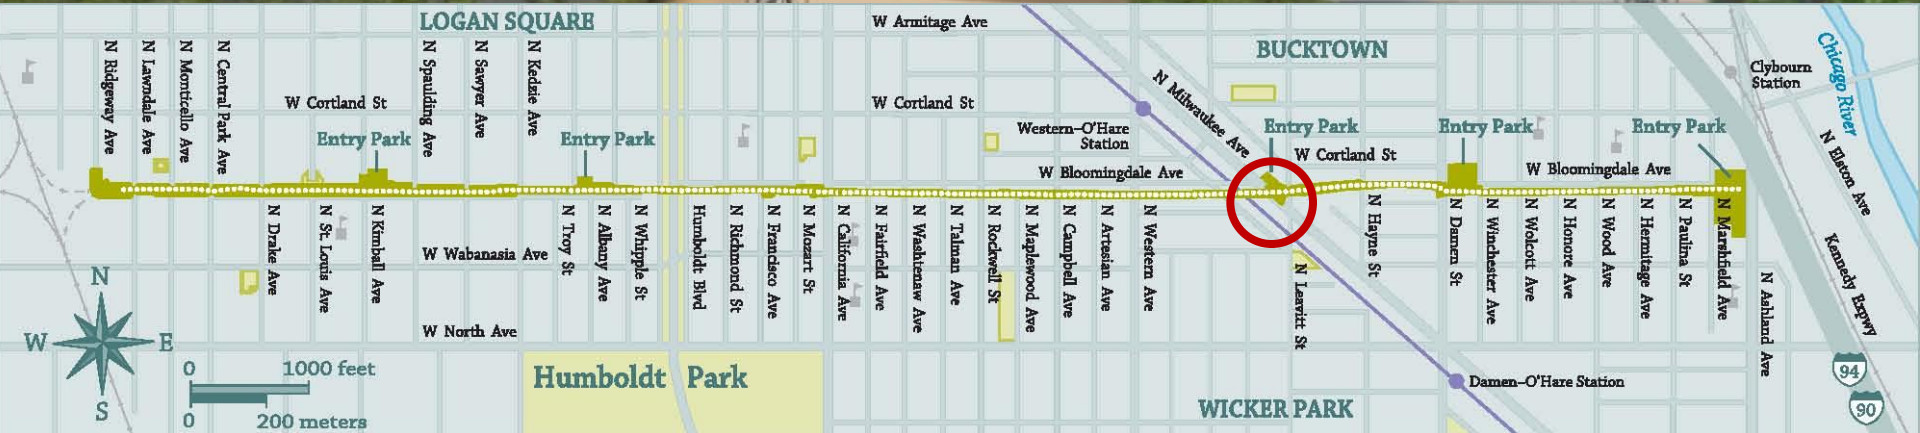 LOGAN SQUARE
W Armitage Ave
BUCKTOWN
Chicago River
N Ridgeway Ave
N Lawndale Ave
N Monticello Ave
N Central Park Ave
N Spaulding Ave
N Sawyer Ave
N Kedzie Ave
Clybourn
Station
N Milwaukee Ave
W Cortland St
W Cortland St
Entry Park
Entry Park
Western–O'Hare
Station
Entry Park
Entry Park
Entry Park
W Cortland St
W Bloomingdale Ave
W Bloomingdale Ave
N Elston Ave
N Drake Ave
N St. Louis Ave
N Kimball Ave
W Wabanasia Ave
N Troy St
N Albany Ave
N Whipple St
Humboldt Blvd
N Richmond St
N Francisco Ave
N Mozart St
N California Ave
N Fairfield Ave
N Washtenaw Ave
N Talman Ave
N Rockwell St
N Maplewood Ave
N Campbell Ave
N Artesian Ave
N Western Ave
N Leavitt St
N Hayne St
N Damen St
N Winchester Ave
N Wolcott Ave
N Honore Ave
N Wood Ave
N Hermitage Ave
N Paulina St
N Marshfield Ave
N Ashland Ave
Kennedy Expwy
N
W E
S
W North Ave
0 1000 feet
0 200 meters
Humboldt Park
WICKER PARK
Damen–O'Hare Station
94
90